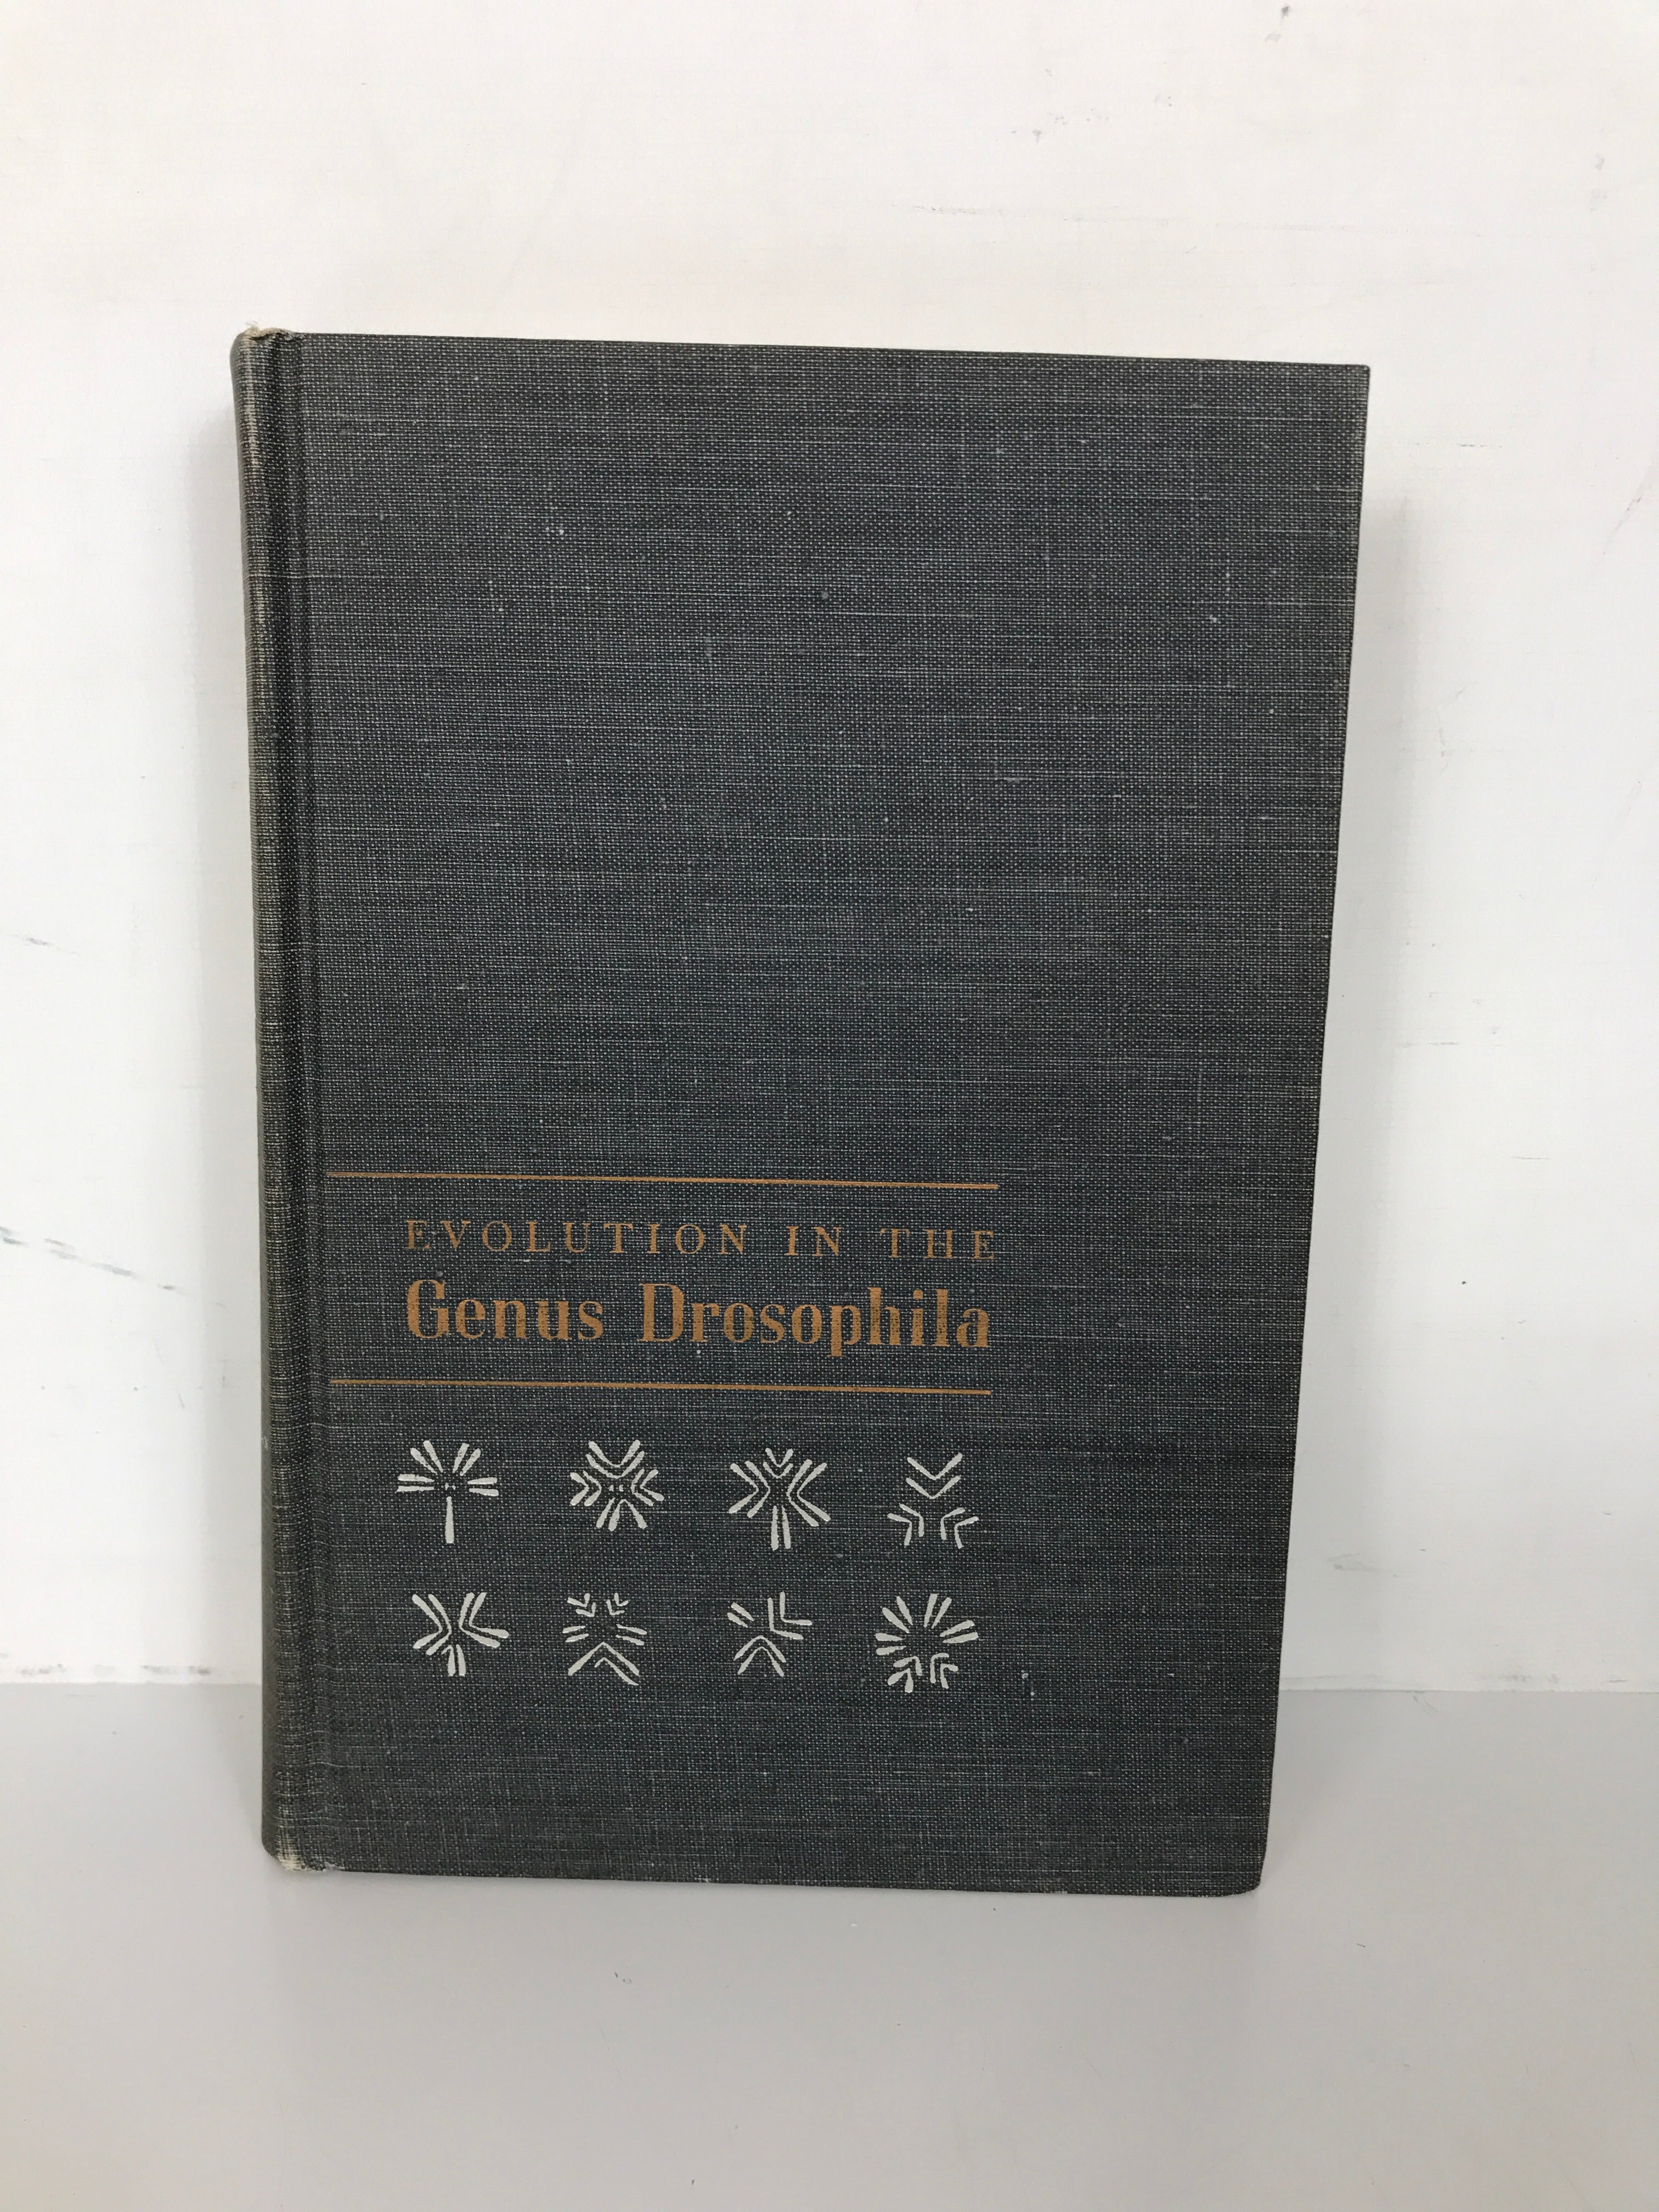 EVOLUTION IN THE
Genus Drosophila